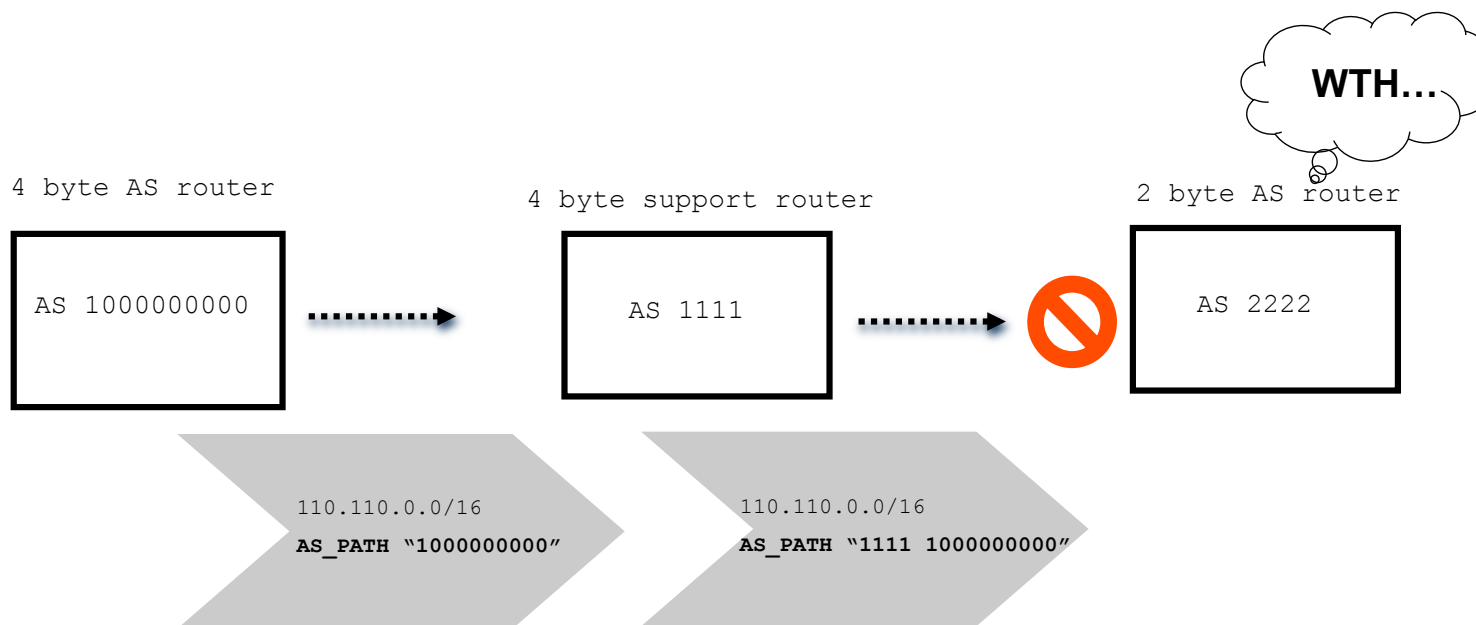 WTH…
4 byte AS router
4 byte support router
2 byte AS router
AS 1000000000
AS 1111
AS 2222
110.110.0.0/16
AS_PATH “1000000000”
110.110.0.0/16
AS_PATH “1111 1000000000”